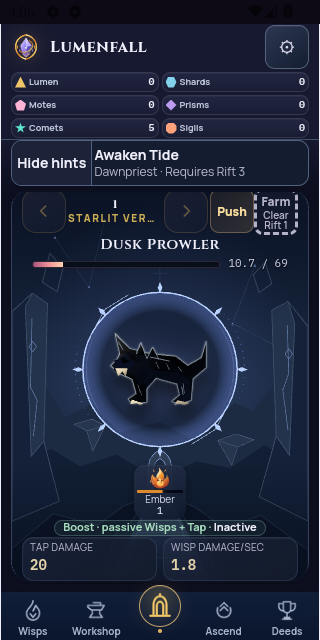 LUMENFALL
Lumen 0
Shards 0
Motes 0
Prisms 0
Comets 5
Sigils 0
Hide hints
Awaken Tide
Dawnpriest · Requires Rift 3
1
STARLIT VER…
Push
Farm
Clear
Rift 1
DUSK PROWLER
10.7 / 69
Ember
1
Boost · passive Wisps + Tap · Inactive
TAP DAMAGE
20
WISP DAMAGE/SEC
1.8
Wisps
Workshop
Ascend
Deeds